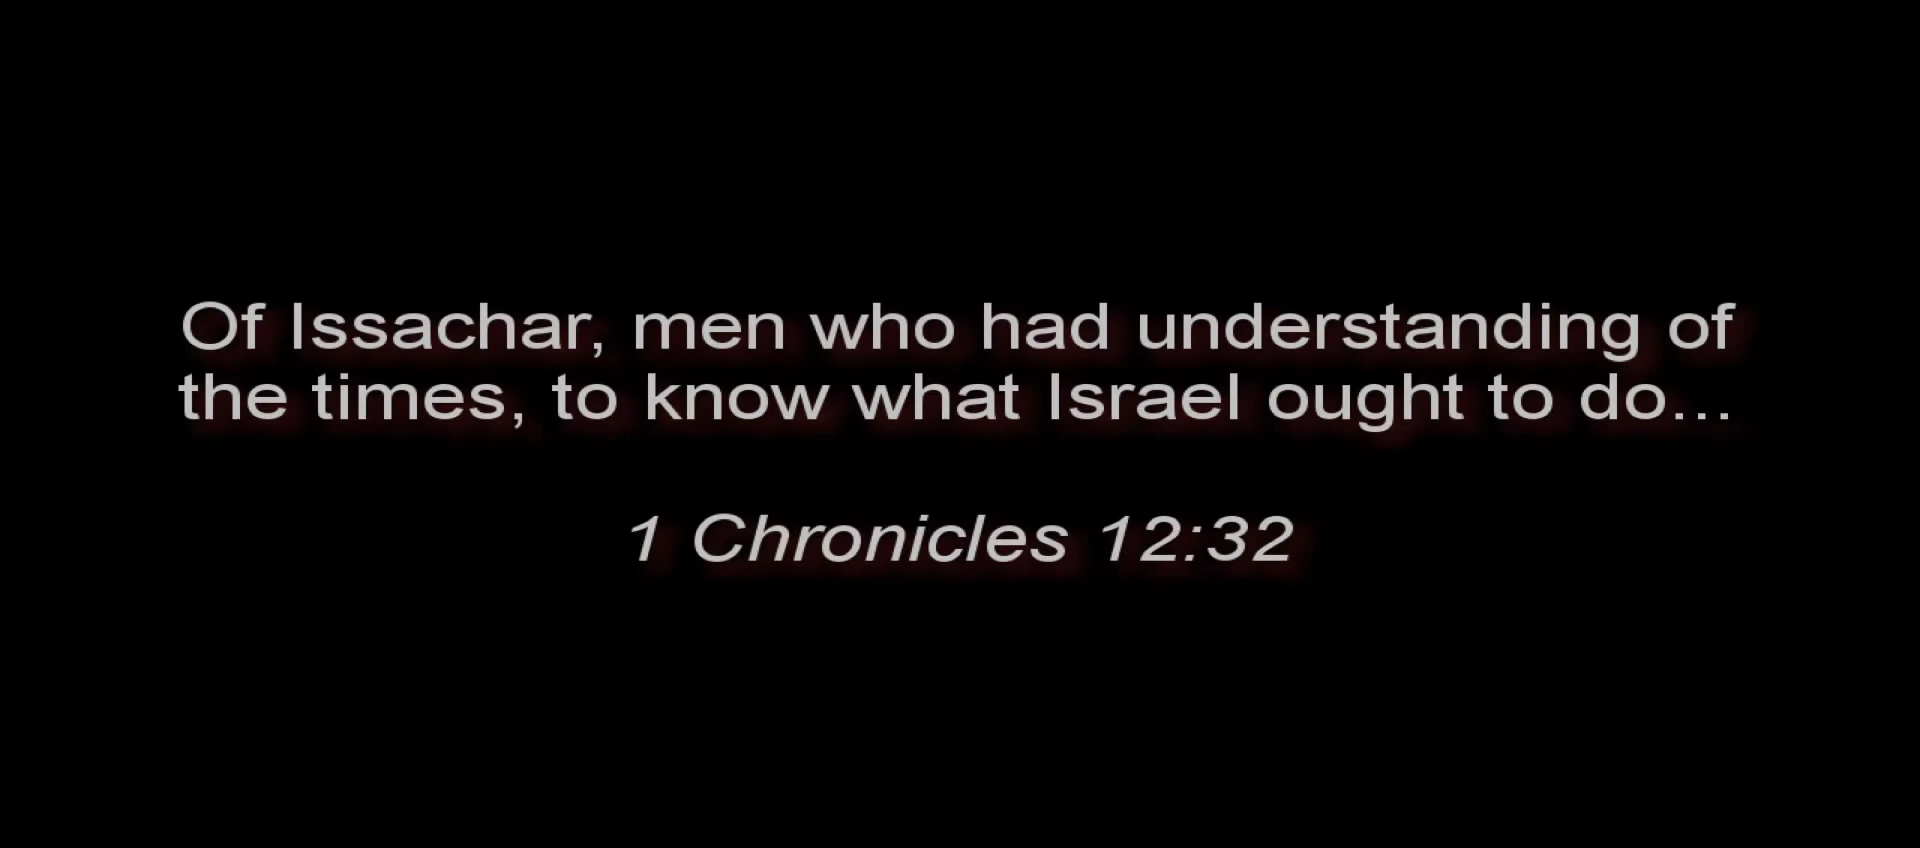 Of Issachar, men who had understanding of
the times, to know what Israel ought to do...
1 Chronicles 12:32